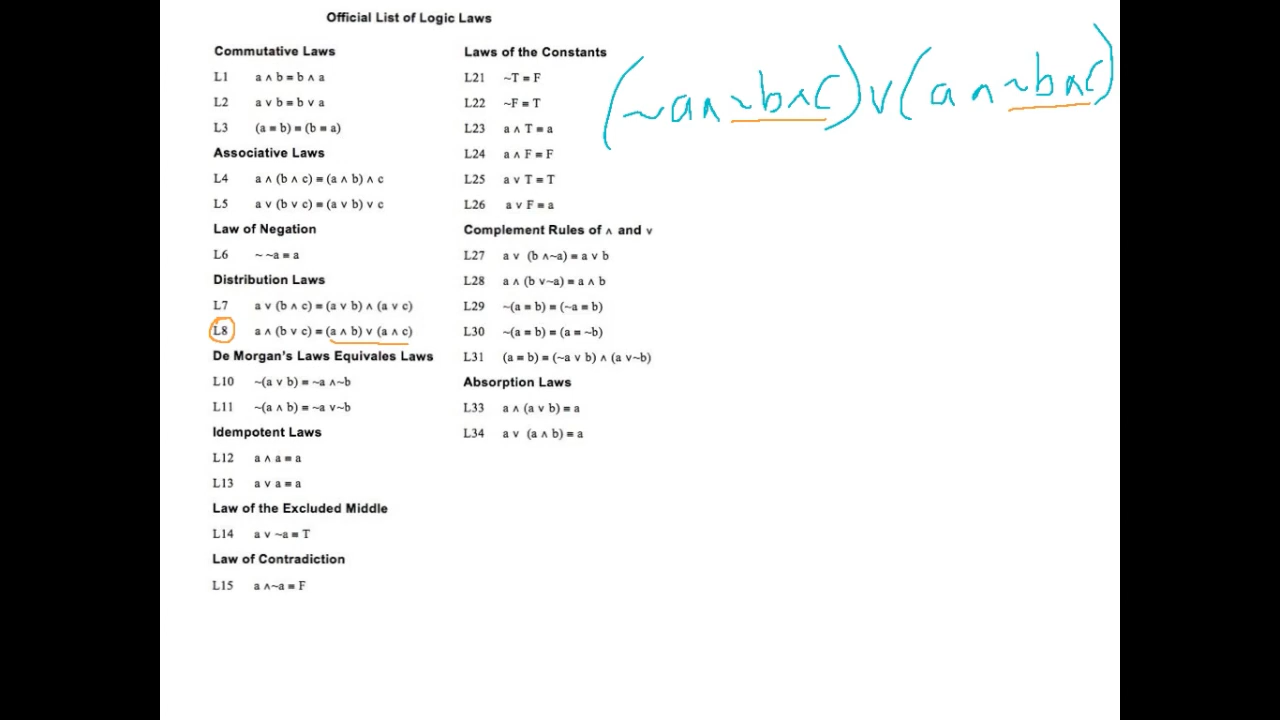 Official List of Logic Laws
Commutative Laws
L1 a ∧ b ≡ b ∧ a
L2 a ∨ b ≡ b ∨ a
L3 (a ≡ b) ≡ (b ≡ a)
Associative Laws
L4 a ∧ (b ∧ c) ≡ (a ∧ b) ∧ c
L5 a ∨ (b ∨ c) ≡ (a ∨ b) ∨ c
Law of Negation
L6 ~ ~a ≡ a
Distribution Laws
L7 a ∨ (b ∧ c) ≡ (a ∨ b) ∧ (a ∨ c)
L8 a ∧ (b ∨ c) ≡ (a ∧ b) ∨ (a ∧ c)
De Morgan's Laws Equivales Laws
L10 ~(a ∨ b) ≡ ~a ∧~b
L11 ~(a ∧ b) ≡ ~a ∨~b
Idempotent Laws
L12 a ∧ a ≡ a
L13 a ∨ a ≡ a
Law of the Excluded Middle
L14 a ∨ ~a ≡ T
Law of Contradiction
L15 a ∧~a ≡ F
Laws of the Constants
L21 ~T ≡ F
L22 ~F ≡ T
L23 a ∧ T ≡ a
L24 a ∧ F ≡ F
L25 a ∨ T ≡ T
L26 a ∨ F ≡ a
Complement Rules of ∧ and ∨
L27 a ∨ (b ∧~a) ≡ a ∨ b
L28 a ∧ (b ∨~a) ≡ a ∧ b
L29 ~(a ≡ b) ≡ (~a ≡ b)
L30 ~(a ≡ b) ≡ (a ≡ ~b)
L31 (a ≡ b) ≡ (~a ∨ b) ∧ (a ∨~b)
Absorption Laws
L33 a ∧ (a ∨ b) ≡ a
L34 a ∨ (a ∧ b) ≡ a
(~a∧~b∧c)∨(a∧~b∧c)